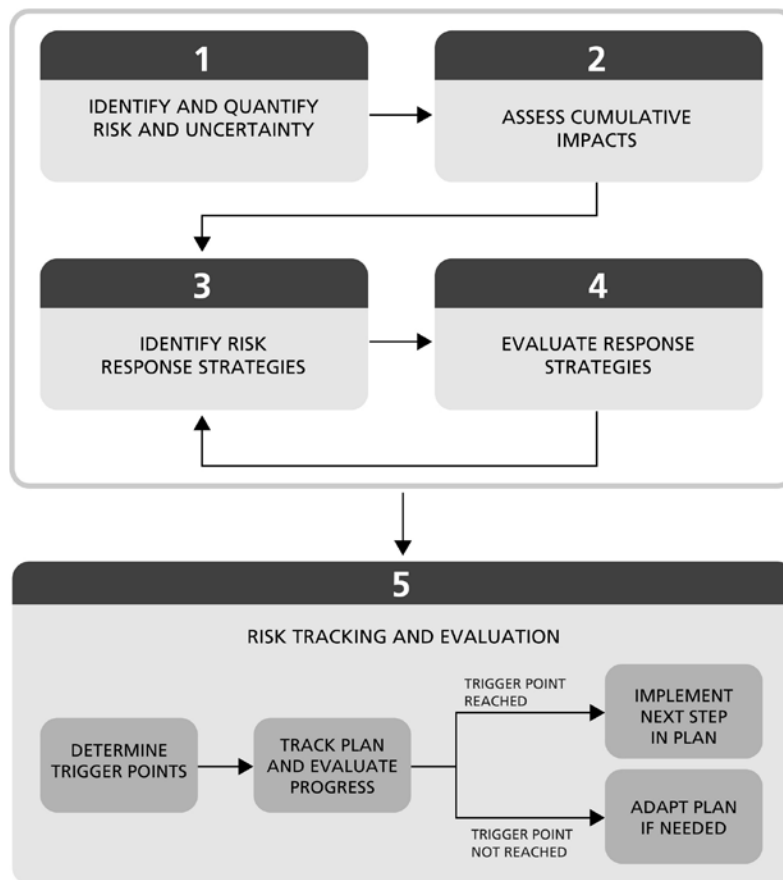 1
IDENTIFY AND QUANTIFY
RISK AND UNCERTAINTY
2
ASSESS CUMULATIVE
IMPACTS
3
IDENTIFY RISK
RESPONSE STRATEGIES
4
EVALUATE RESPONSE
STRATEGIES
5
RISK TRACKING AND EVALUATION
DETERMINE
TRIGGER POINTS
TRACK PLAN
AND EVALUATE
PROGRESS
TRIGGER POINT
REACHED
IMPLEMENT
NEXT STEP
IN PLAN
TRIGGER POINT
NOT REACHED
ADAPT PLAN
IF NEEDED